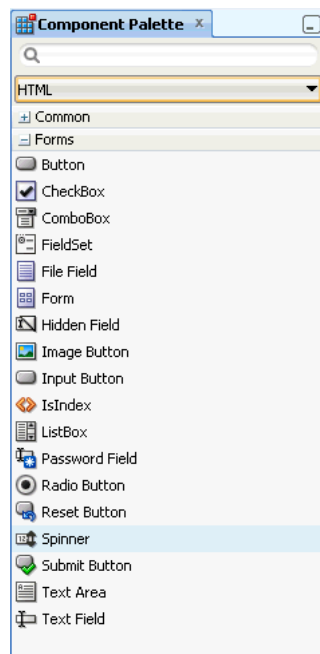 Component Palette
HTML
Common
Forms
Button
CheckBox
ComboBox
FieldSet
File Field
Form
Hidden Field
Image Button
Input Button
IsIndex
ListBox
Password Field
Radio Button
Reset Button
Spinner
Submit Button
Text Area
Text Field